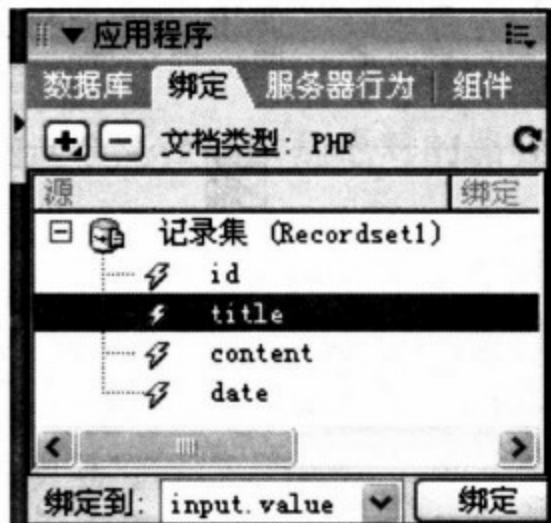 应用程序
数据库 绑定 服务器行为 组件
文档类型: PHP
源 绑定
记录集 (Recordset1)
id
title
content
date
绑定到: input.value 绑定